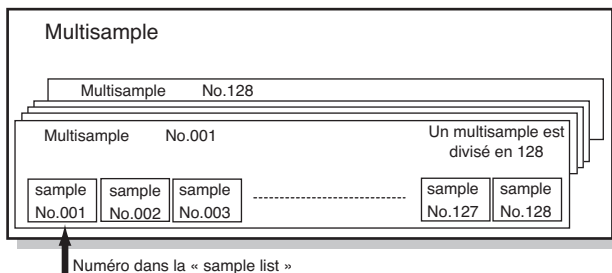 Multisample
Multisample No.128
Multisample No.001
Un multisample est
divisé en 128
sample
No.001
sample
No.002
sample
No.003
sample
No.127
sample
No.128
Numéro dans la « sample list »